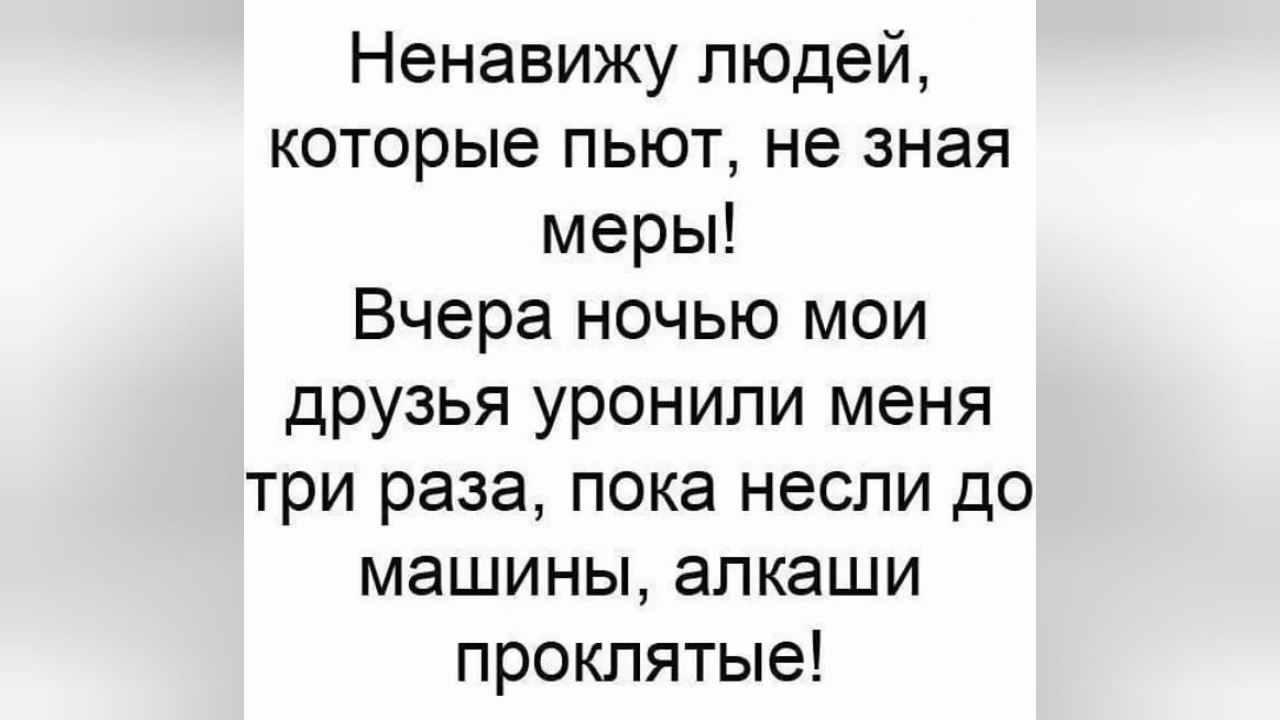 Ненавижу людей,
которые пьют, не зная
меры!
Вчера ночью мои
друзья уронили меня
три раза, пока несли до
машины, алкаши
проклятые!